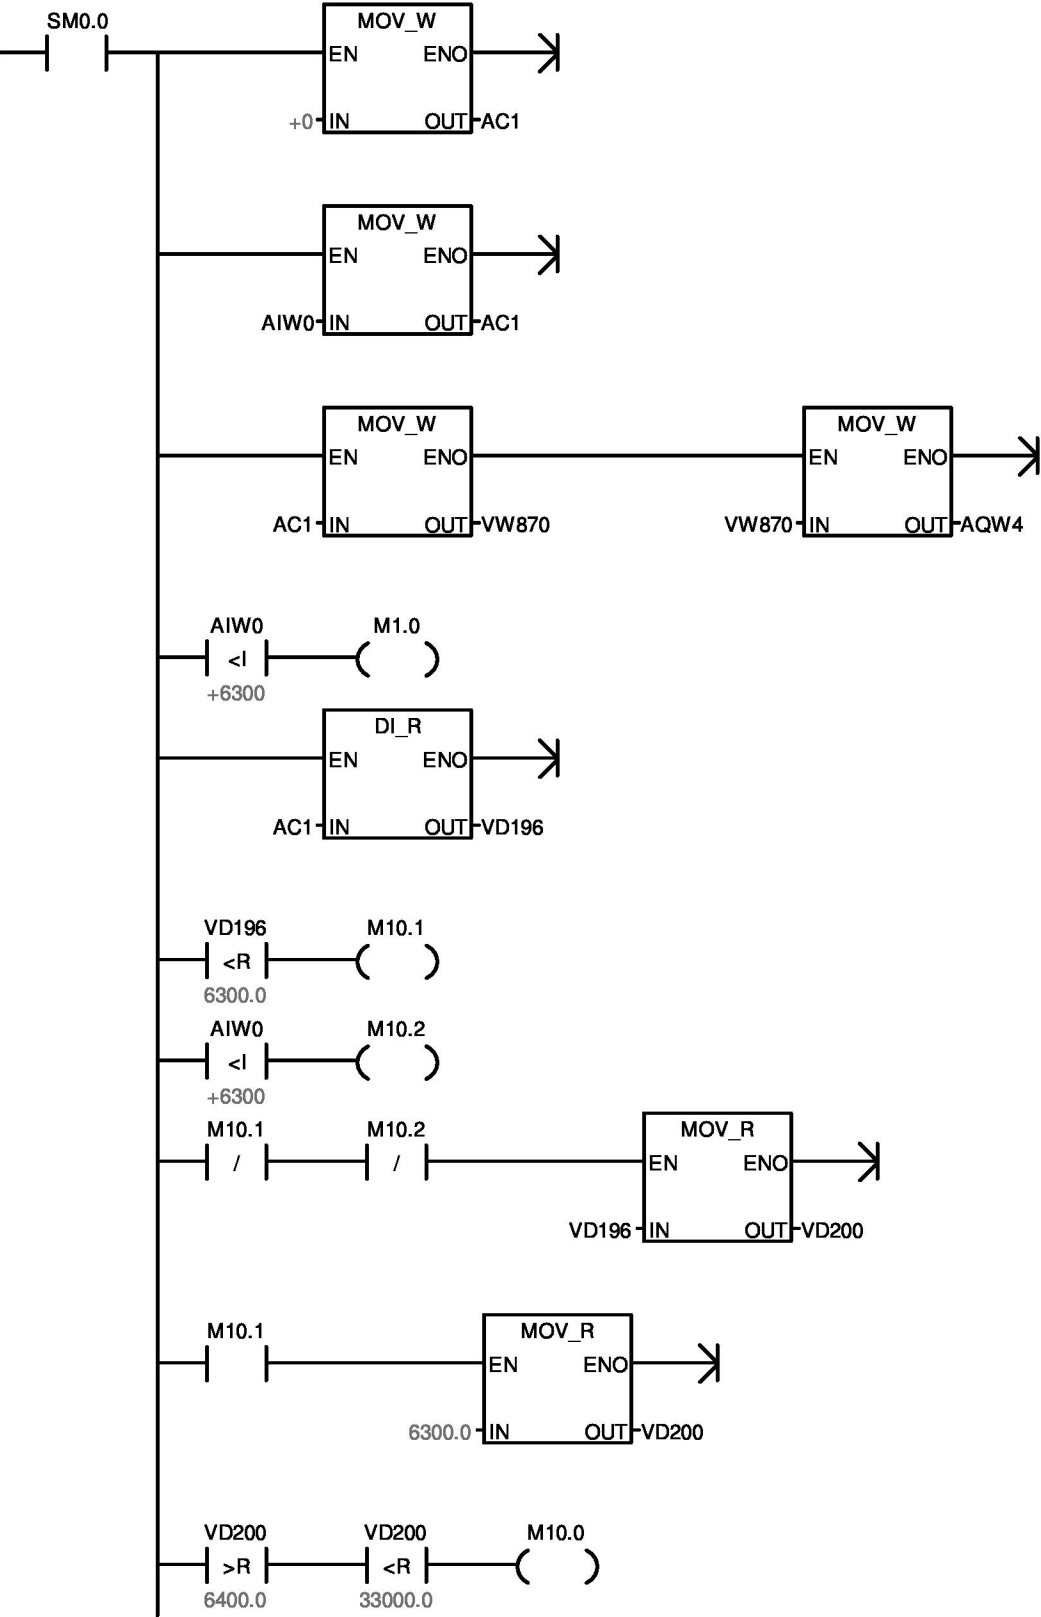 SM0.0
MOV_W
EN ENO
+0 IN OUT AC1
MOV_W
EN ENO
AIW0 IN OUT AC1
MOV_W MOV_W
EN ENO EN ENO
AC1 IN OUT VW870 VW870 IN OUT AQW4
AIW0 M1.0
<I
+6300
DI_R
EN ENO
AC1 IN OUT VD196
VD196 M10.1
<R
6300.0
AIW0 M10.2
<I
+6300
M10.1 M10.2 MOV_R
/ / EN ENO
VD196 IN OUT VD200
M10.1 MOV_R
EN ENO
6300.0 IN OUT VD200
VD200 VD200 M10.0
>R <R
6400.0 33000.0